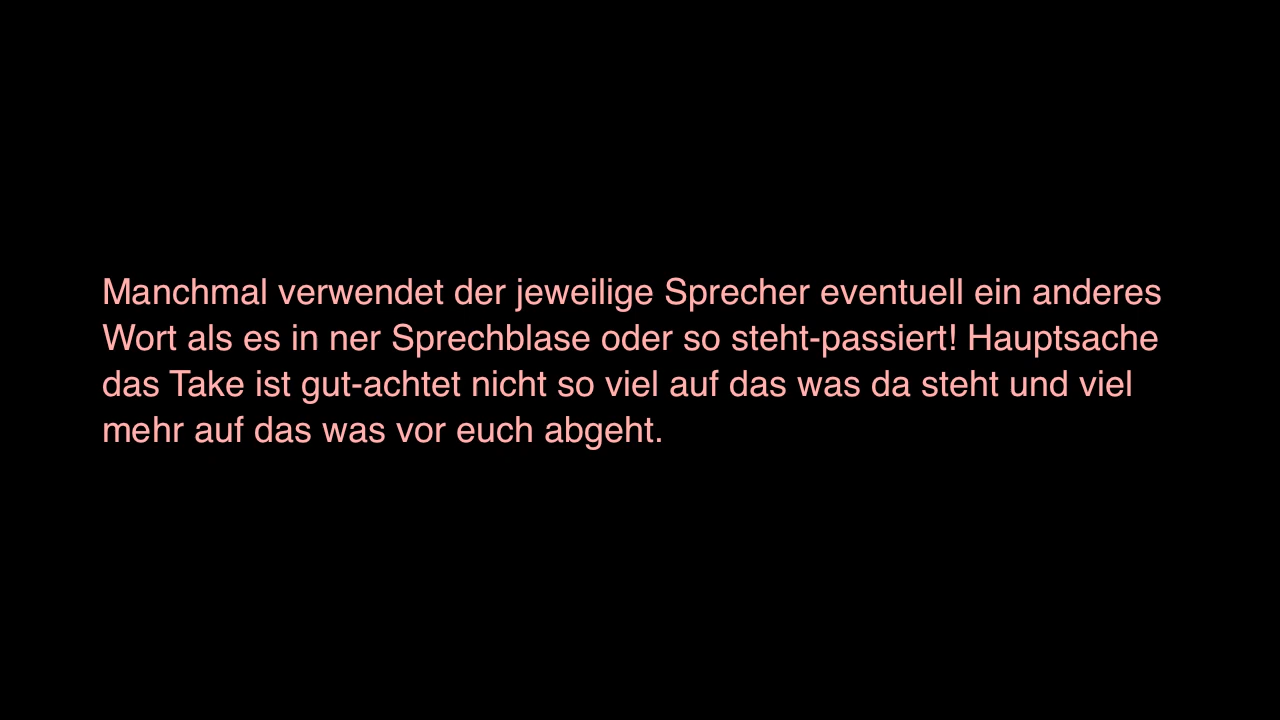 Manchmal verwendet der jeweilige Sprecher eventuell ein anderes
Wort als es in ner Sprechblase oder so steht-passiert! Hauptsache
das Take ist gut-achtet nicht so viel auf das was da steht und viel
mehr auf das was vor euch abgeht.